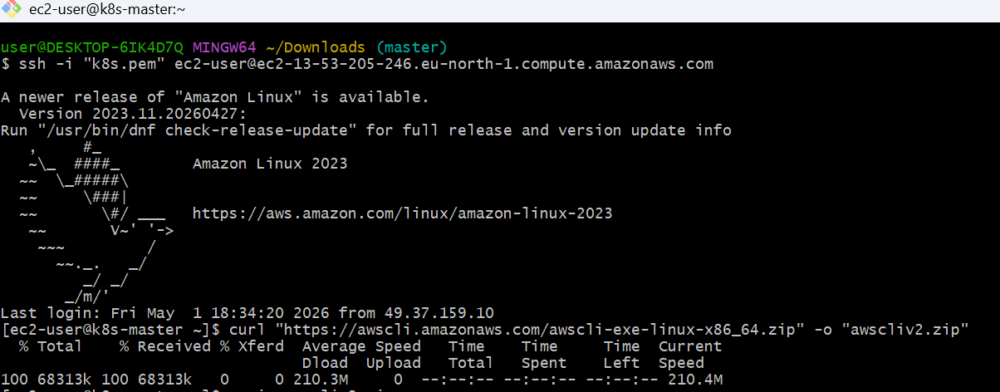 ec2-user@k8s-master:~
user@DESKTOP-6IK4D7Q MINGW64 ~/Downloads (master)
$ ssh -i "k8s.pem" ec2-user@ec2-13-53-205-246.eu-north-1.compute.amazonaws.com
A newer release of "Amazon Linux" is available.
  Version 2023.11.20260427:
Run "/usr/bin/dnf check-release-update" for full release and version update info
   ,     #_
   ~\_  ####_        Amazon Linux 2023
  ~~  \_#####\
  ~~     \###|
  ~~       \#/ ___   https://aws.amazon.com/linux/amazon-linux-2023
   ~~       V~' '->
    ~~~         /
      ~~._.   _/
         _/ _/
       _/m/'
Last login: Fri May  1 18:34:20 2026 from 49.37.159.10
[ec2-user@k8s-master ~]$ curl "https://awscli.amazonaws.com/awscli-exe-linux-x86_64.zip" -o "awscliv2.zip"
  % Total    % Received % Xferd  Average Speed   Time    Time     Time  Current
                                 Dload  Upload   Total   Spent    Left  Speed
100 68313k  100 68313k    0     0  210.3M      0 --:--:-- --:--:-- --:--:-- 210.4M